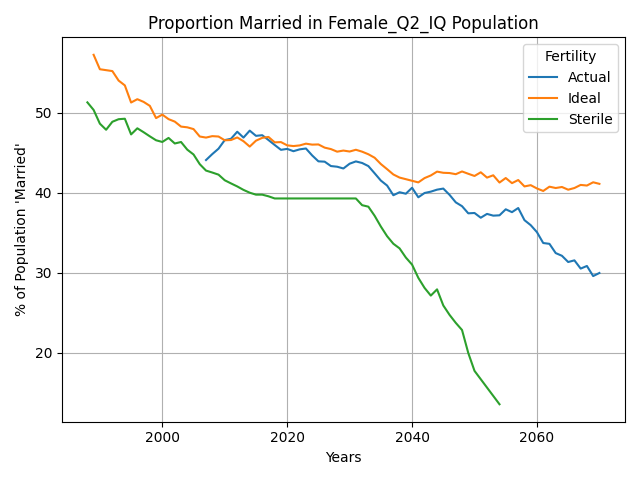 Proportion Married in Female_Q2_IQ Population
Fertility
Actual
Ideal
Sterile
% of Population 'Married'
50
40
30
20
2000
2020
2040
2060
Years